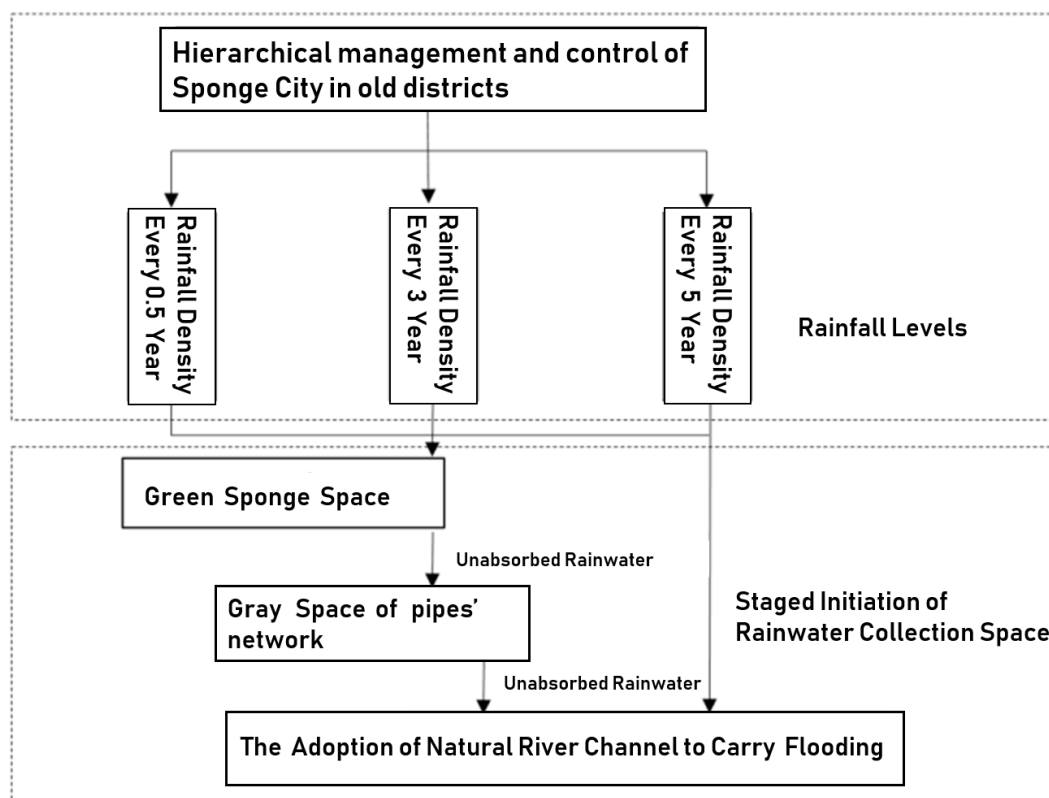 Hierarchical management and control of
Sponge City in old districts
Rainfall Density
Every 0.5 Year
Rainfall Density
Every 3 Year
Rainfall Density
Every 5 Year
Rainfall Levels
Green Sponge Space
Unabsorbed Rainwater
Gray Space of pipes’
network
Staged Initiation of
Rainwater Collection Space
Unabsorbed Rainwater
The Adoption of Natural River Channel to Carry Flooding